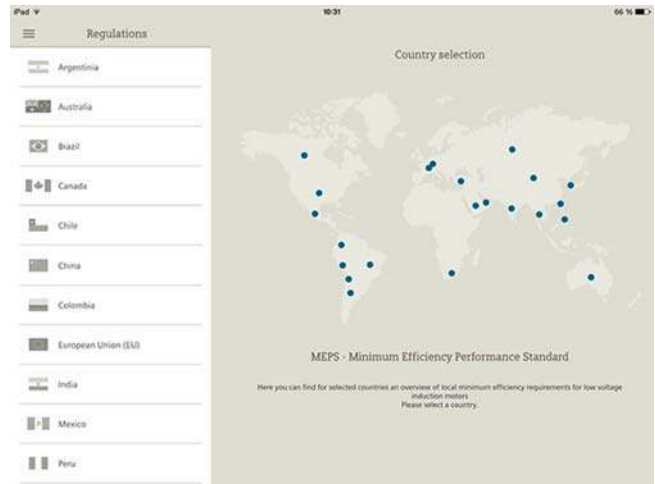 iPad
10:31
66 %
Regulations
Argentinia
Australia
Brazil
Canada
Chile
China
Colombia
European Union (EU)
India
Mexico
Peru
Country selection
MEPS - Minimum Efficiency Performance Standard
Here you can find for selected countries an overview of local minimum efficiency requirements for low voltage
induction motors
Please select a country.